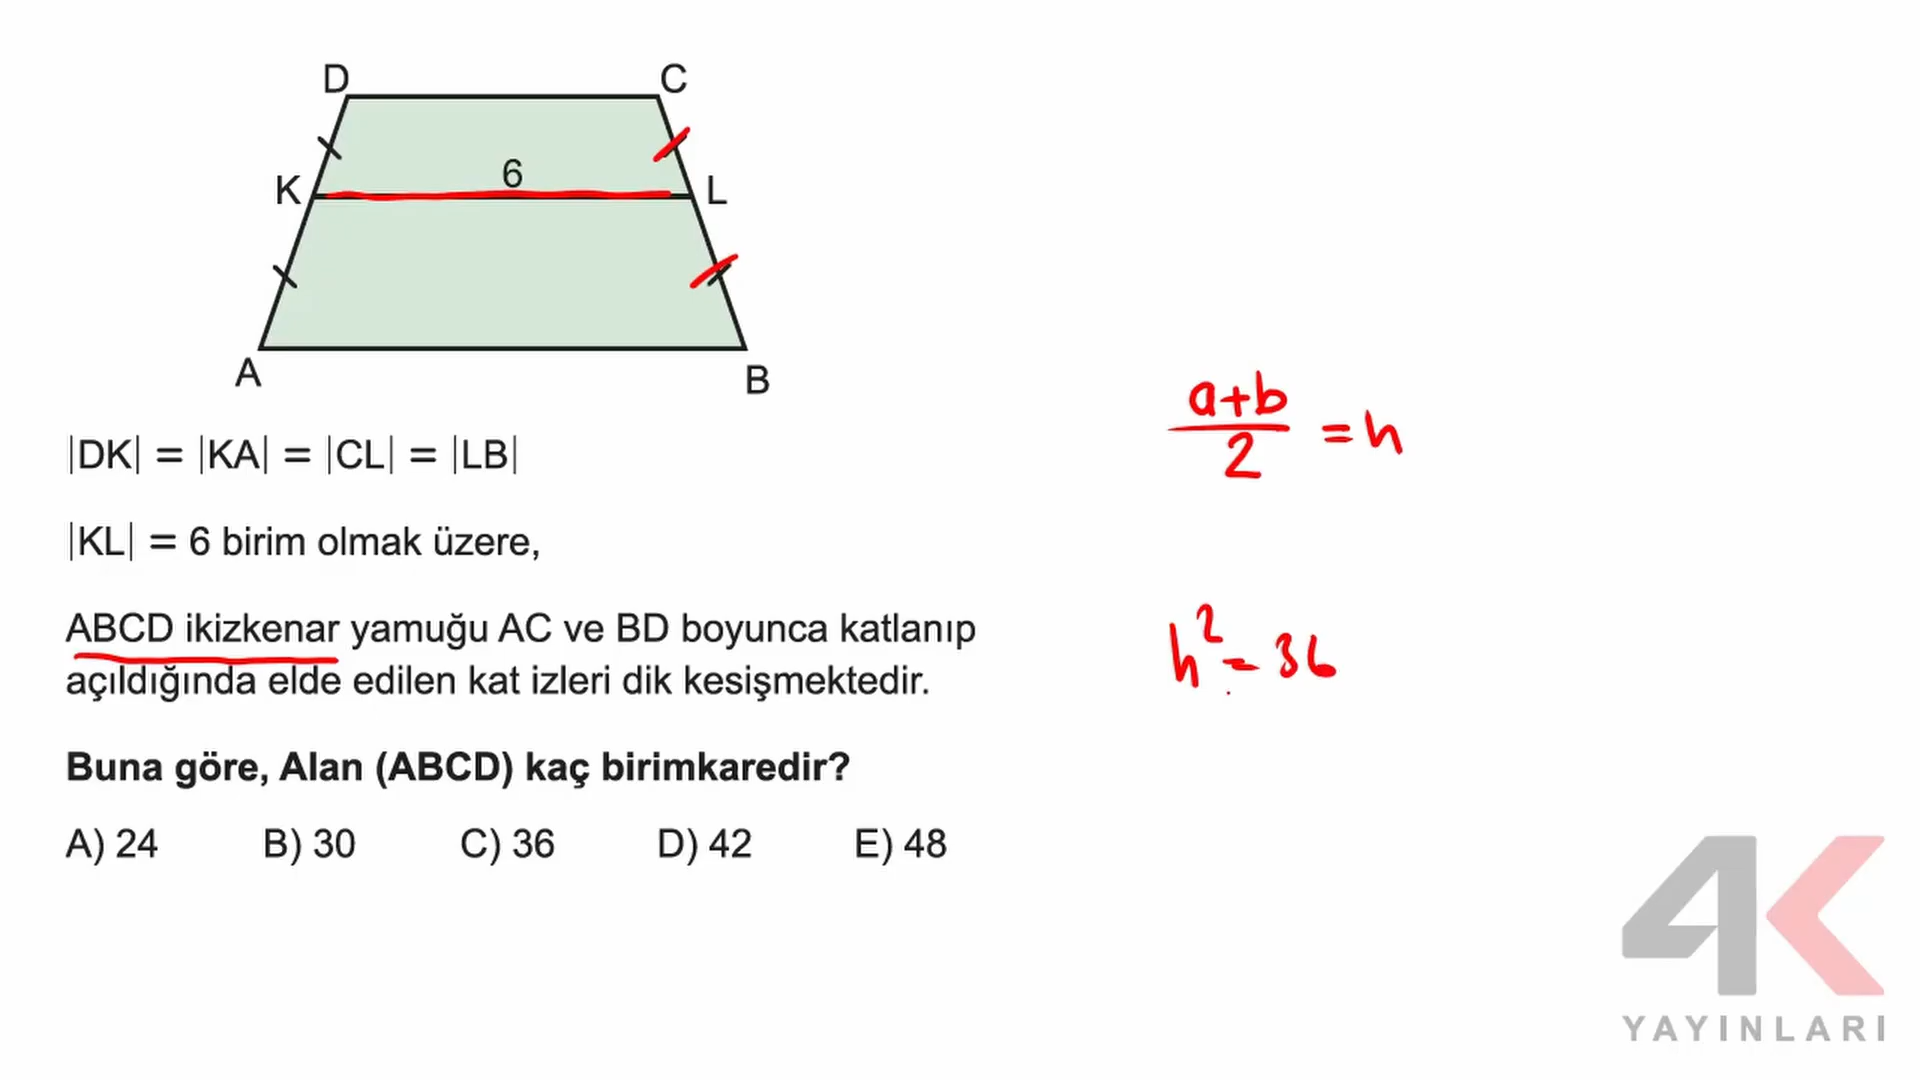 D C
6
K L
A B
|DK| = |KA| = |CL| = |LB|
|KL| = 6 birim olmak üzere,
ABCD ikizkenar yamuğu AC ve BD boyunca katlanıp
açıldığında elde edilen kat izleri dik kesişmektedir.
Buna göre, Alan (ABCD) kaç birimkaredir?
A) 24 B) 30 C) 36 D) 42 E) 48
a+b
2
= h
h² = 36
4K
YAYINLARI